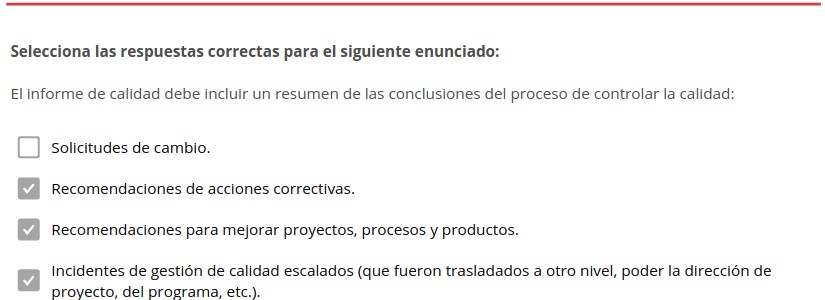 Selecciona las respuestas correctas para el siguiente enunciado:
El informe de calidad debe incluir un resumen de las conclusiones del proceso de controlar la calidad:
Solicitudes de cambio.
Recomendaciones de acciones correctivas.
Recomendaciones para mejorar proyectos, procesos y productos.
Incidentes de gestión de calidad escalados (que fueron trasladados a otro nivel, poder la dirección de
proyecto, del programa, etc.).